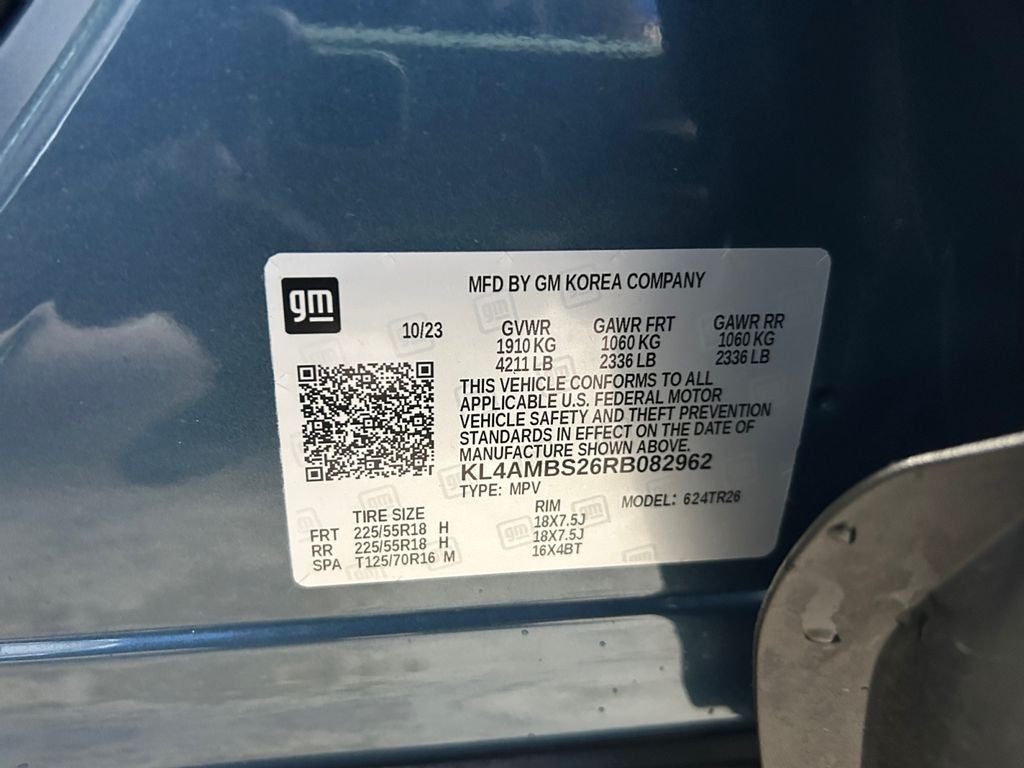 gm
MFD BY GM KOREA COMPANY
10/23
GVWR GAWR FRT GAWR RR
1910 KG 1060 KG 1060 KG
4211 LB 2336 LB 2336 LB
THIS VEHICLE CONFORMS TO ALL
APPLICABLE U.S. FEDERAL MOTOR
VEHICLE SAFETY AND THEFT PREVENTION
STANDARDS IN EFFECT ON THE DATE OF
MANUFACTURE SHOWN ABOVE.
KL4AMBS26RB082962
TYPE: MPV MODEL: 624TR26
TIRE SIZE RIM
FRT 225/55R18 H 18X7.5J
RR 225/55R18 H 18X7.5J
SPA T125/70R16 M 16X4BT